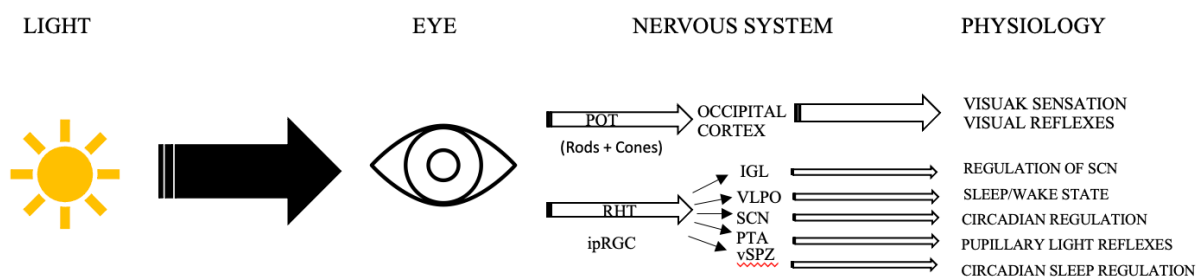 LIGHT
EYE
NERVOUS SYSTEM
PHYSIOLOGY
POT
(Rods + Cones)
OCCIPITAL
CORTEX
VISUAK SENSATION
VISUAL REFLEXES
RHT
ipRGC
IGL
REGULATION OF SCN
VLPO
SLEEP/WAKE STATE
SCN
CIRCADIAN REGULATION
PTA
PUPILLARY LIGHT REFLEXES
vSPZ
CIRCADIAN SLEEP REGULATION